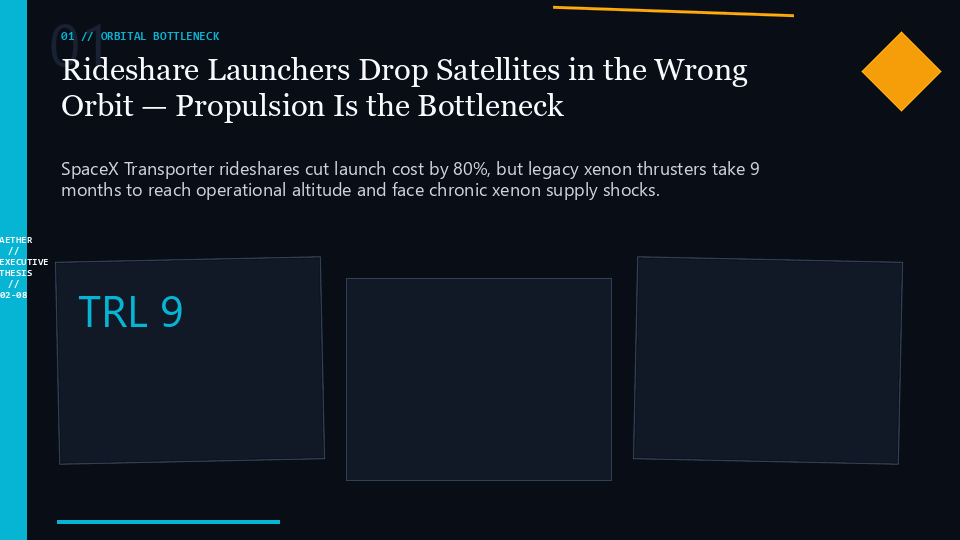 01
01 // ORBITAL BOTTLENECK
Rideshare Launchers Drop Satellites in the Wrong
Orbit — Propulsion Is the Bottleneck
SpaceX Transporter rideshares cut launch cost by 80%, but legacy xenon thrusters take 9
months to reach operational altitude and face chronic xenon supply shocks.
AETHER
//
EXECUTIVE
THESIS
//
02-08
TRL 9